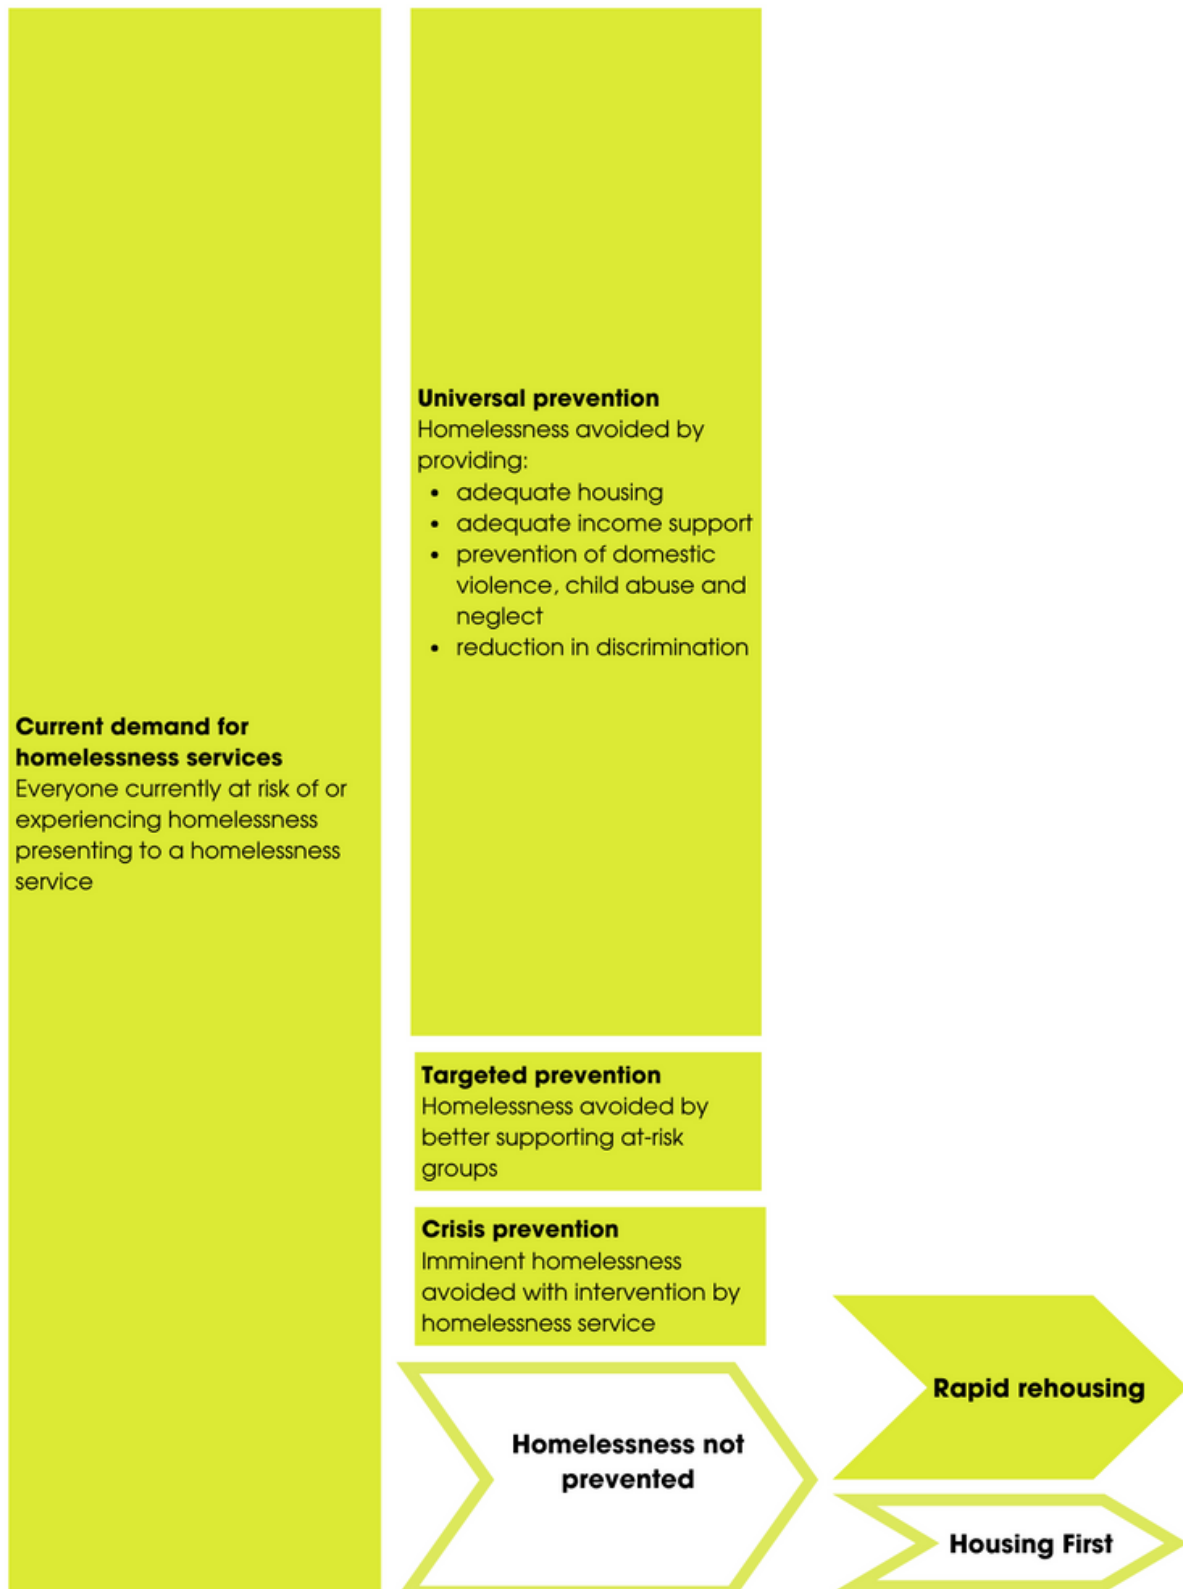 Current demand for
homelessness services
Everyone currently at risk of or
experiencing homelessness
presenting to a homelessness
service
Universal prevention
Homelessness avoided by
providing:
• adequate housing
• adequate income support
• prevention of domestic
violence, child abuse and
neglect
• reduction in discrimination
Targeted prevention
Homelessness avoided by
better supporting at-risk
groups
Crisis prevention
Imminent homelessness
avoided with intervention by
homelessness service
Homelessness not
prevented
Rapid rehousing
Housing First